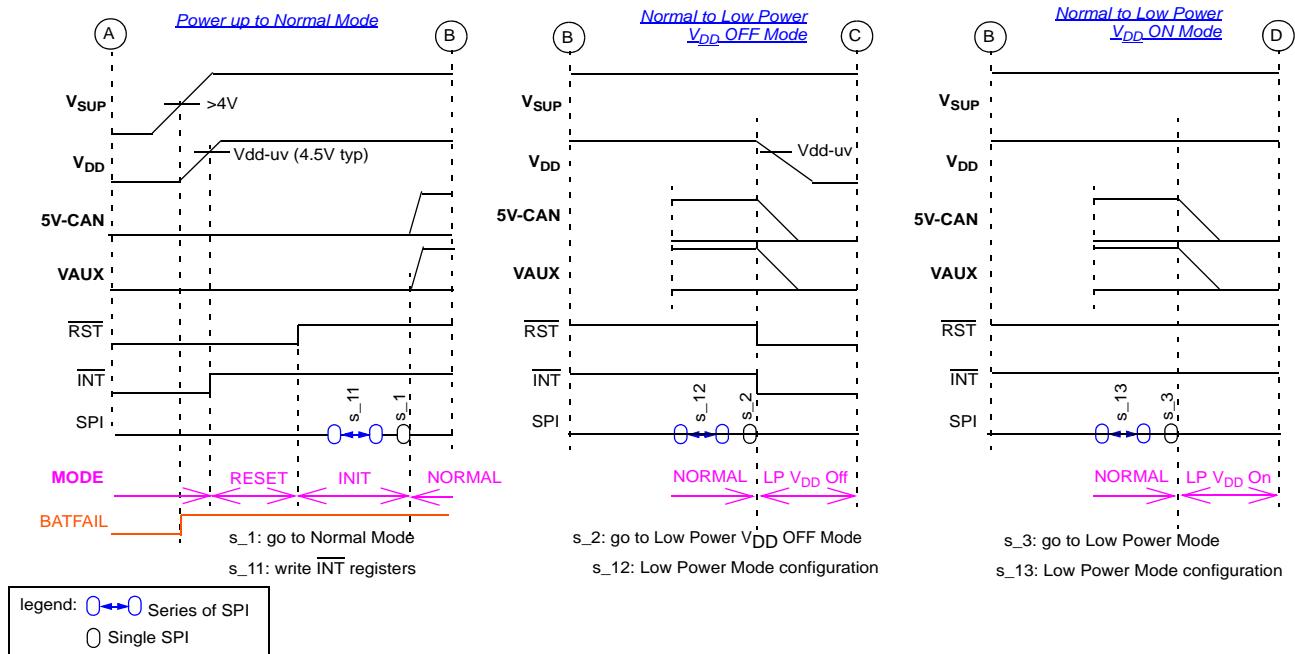 Power up to Normal Mode
A
B
VSUP
>4V
VDD
Vdd-uv (4.5V typ)
5V-CAN
VAUX
RST
INT
SPI
s_11
s_1
MODE
RESET
INIT
NORMAL
BATFAIL
s_1: go to Normal Mode
s_11: write INT registers
legend:
Series of SPI
Single SPI
Normal to Low Power
VDD OFF Mode
B
C
VSUP
VDD
Vdd-uv
5V-CAN
VAUX
RST
INT
SPI
s_12
s_2
NORMAL
LP VDD Off
s_2: go to Low Power VDD OFF Mode
s_12: Low Power Mode configuration
Normal to Low Power
VDD ON Mode
B
D
VSUP
VDD
5V-CAN
VAUX
RST
INT
SPI
s_13
s_3
NORMAL
LP VDD On
s_3: go to Low Power Mode
s_13: Low Power Mode configuration